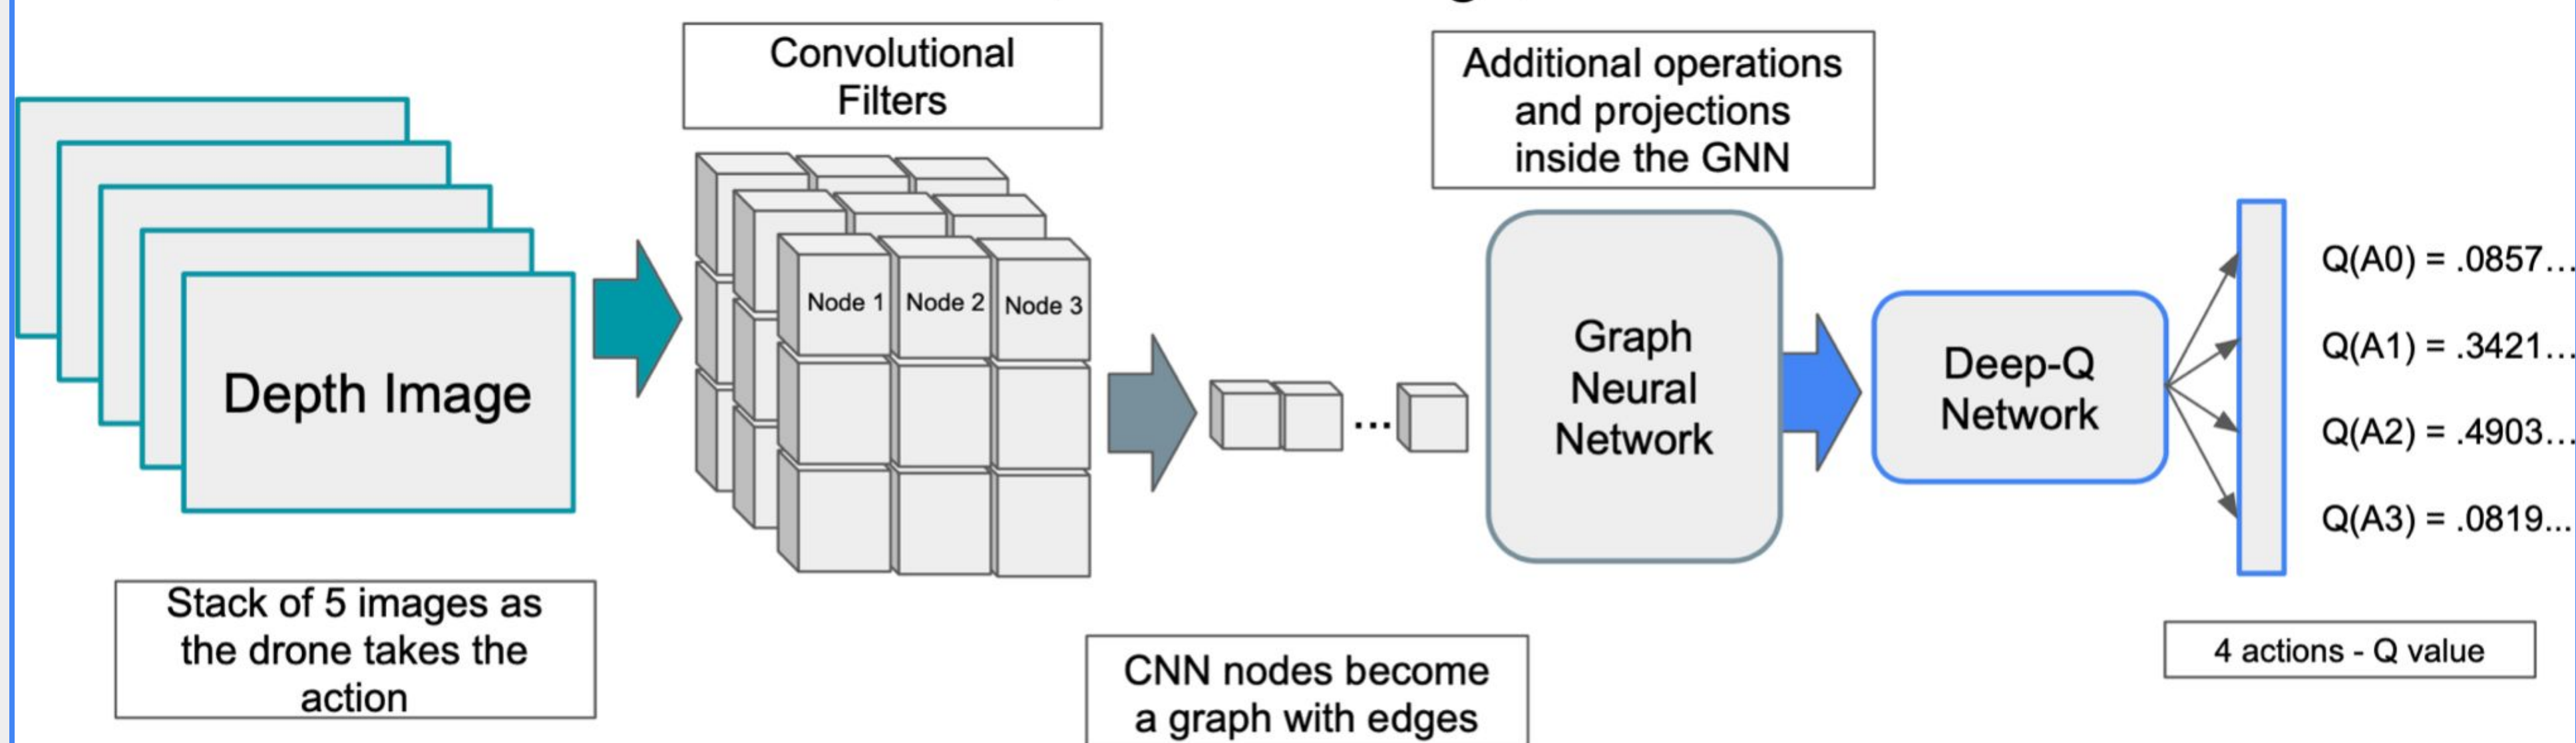 Convolutional
Filters
Additional operations
and projections
inside the GNN
Depth Image
Node 1
Node 2
Node 3
...
Graph
Neural
Network
Deep-Q
Network
Q(A0) = .0857...
Q(A1) = .3421...
Q(A2) = .4903...
Q(A3) = .0819...
Stack of 5 images as
the drone takes the
action
CNN nodes become
a graph with edges
4 actions - Q value